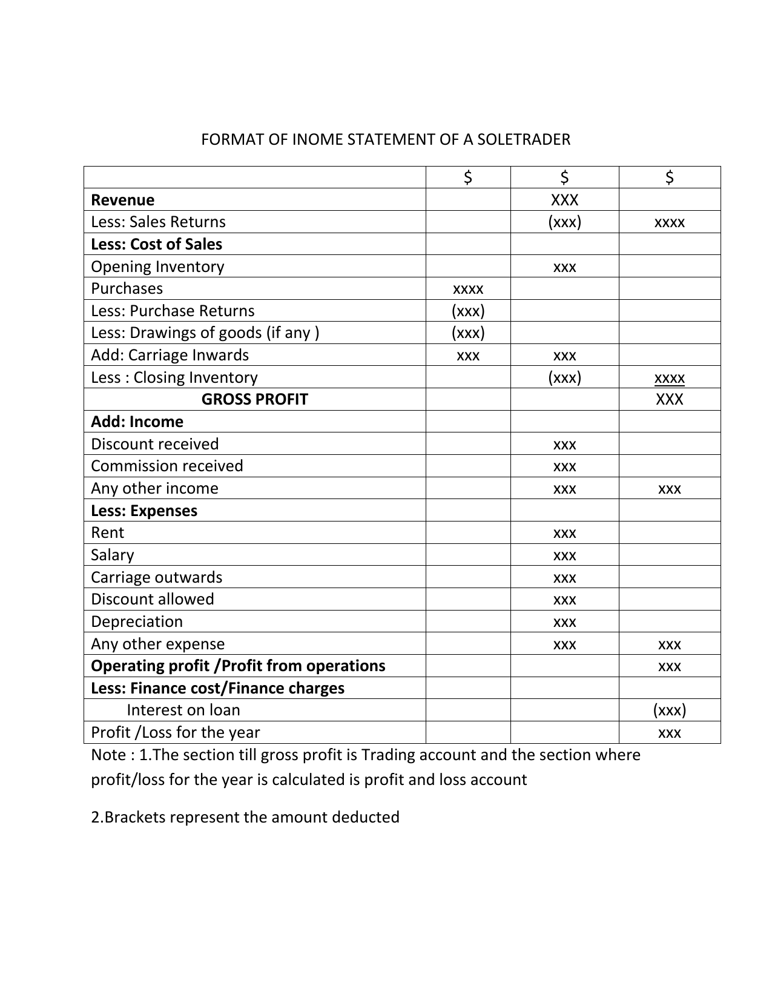 FORMAT OF INOME STATEMENT OF A SOLETRADER
$ $ $
Revenue XXX
Less: Sales Returns (xxx) xxxx
Less: Cost of Sales
Opening Inventory xxx
Purchases xxxx
Less: Purchase Returns (xxx)
Less: Drawings of goods (if any ) (xxx)
Add: Carriage Inwards xxx xxx
Less : Closing Inventory (xxx) xxxx
GROSS PROFIT XXX
Add: Income
Discount received xxx
Commission received xxx
Any other income xxx xxx
Less: Expenses
Rent xxx
Salary xxx
Carriage outwards xxx
Discount allowed xxx
Depreciation xxx
Any other expense xxx xxx
Operating profit /Profit from operations xxx
Less: Finance cost/Finance charges
Interest on loan (xxx)
Profit /Loss for the year xxx
Note : 1.The section till gross profit is Trading account and the section where
profit/loss for the year is calculated is profit and loss account
2.Brackets represent the amount deducted